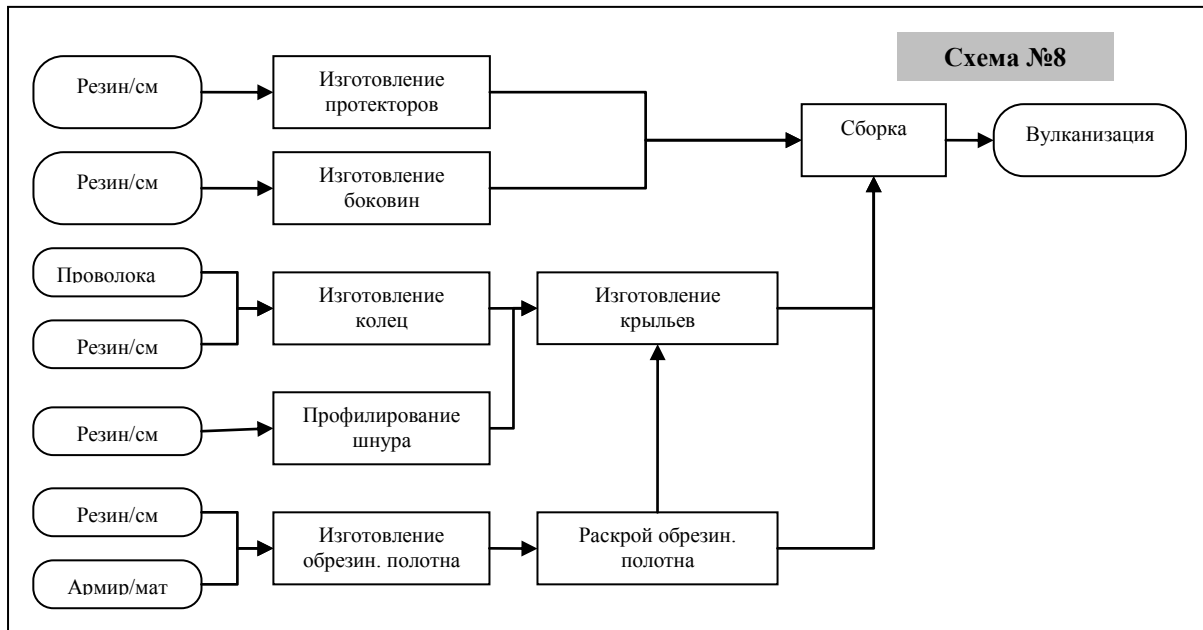 Схема №8
Резин/см
Изготовление
протекторов
Сборка
Вулканизация
Резин/см
Изготовление
боковин
Проволока
Резин/см
Изготовление
колец
Изготовление
крыльев
Резин/см
Профилирование
шнура
Резин/см
Армир/мат
Изготовление
обрезин. полотна
Раскрой обрезин.
полотна